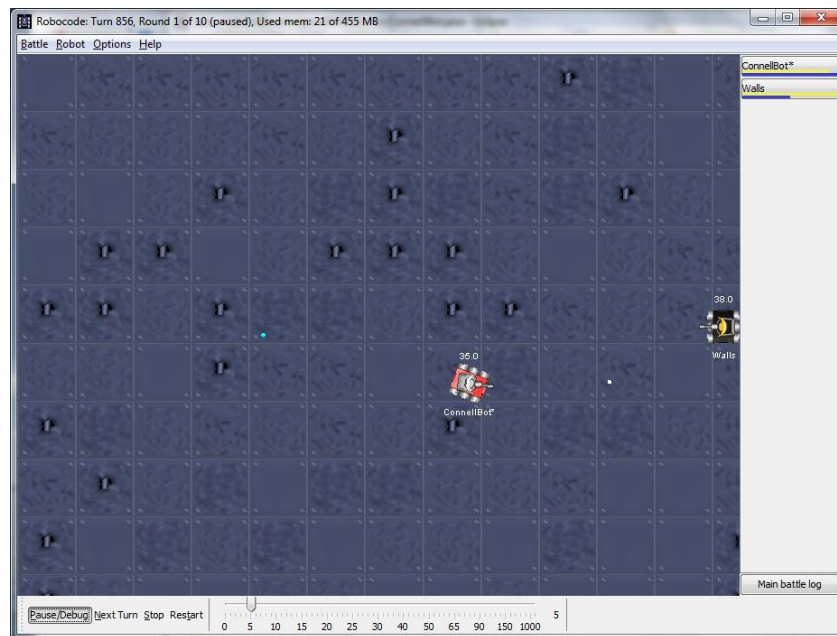 Robocode: Turn 856, Round 1 of 10 (paused), Used mem: 21 of 455 MB
Battle Robot Options Help
ConnellBot*
Walls
38.0
Walls
35.0
ConnellBot*
Main battle log
Pause/Debug Next Turn Stop Restart
0 5 10 15 20 25 30 40 50 65 90 150 1000
5